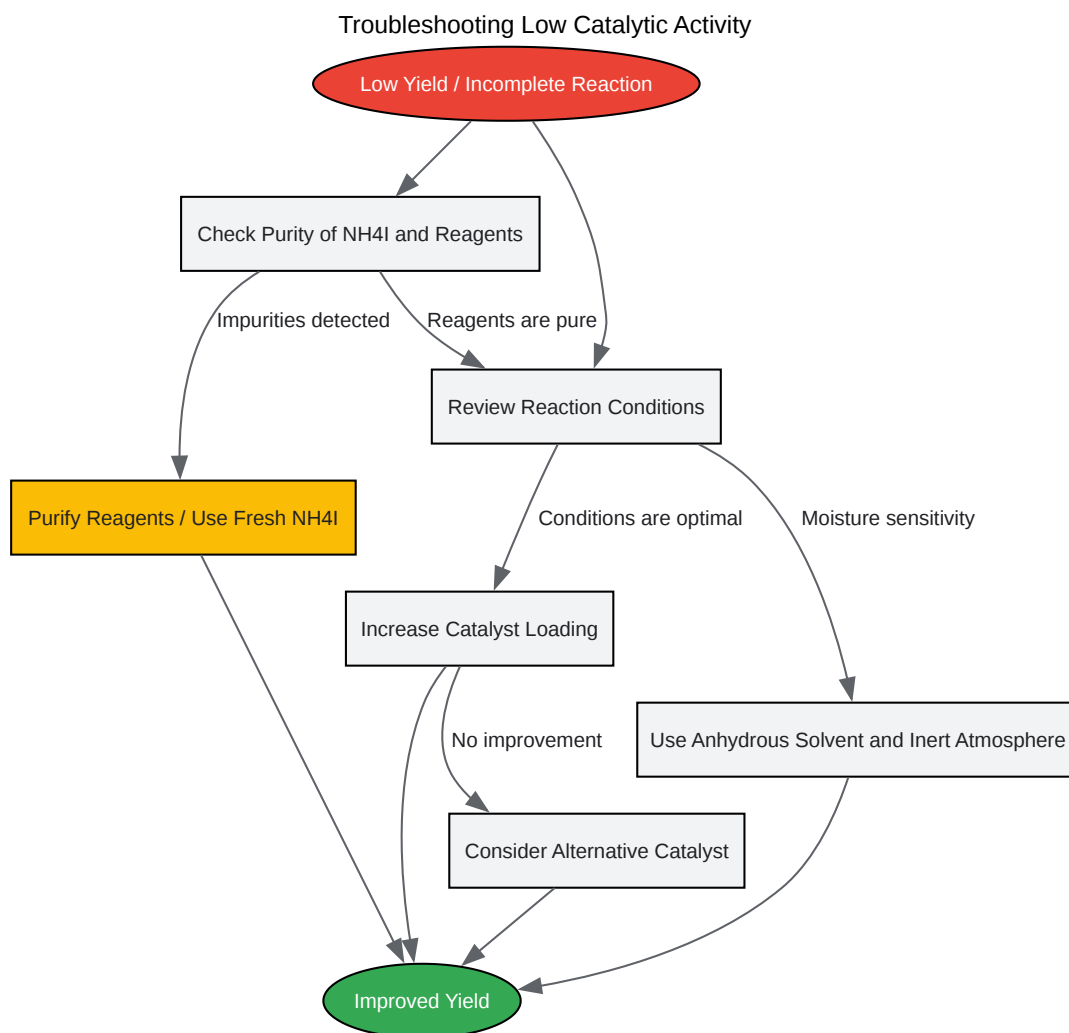 Troubleshooting Low Catalytic Activity
Low Yield / Incomplete Reaction
Check Purity of NH4I and Reagents
Impurities detected
Reagents are pure
Review Reaction Conditions
Purify Reagents / Use Fresh NH4I
Conditions are optimal
Moisture sensitivity
Increase Catalyst Loading
No improvement
Use Anhydrous Solvent and Inert Atmosphere
Consider Alternative Catalyst
Improved Yield